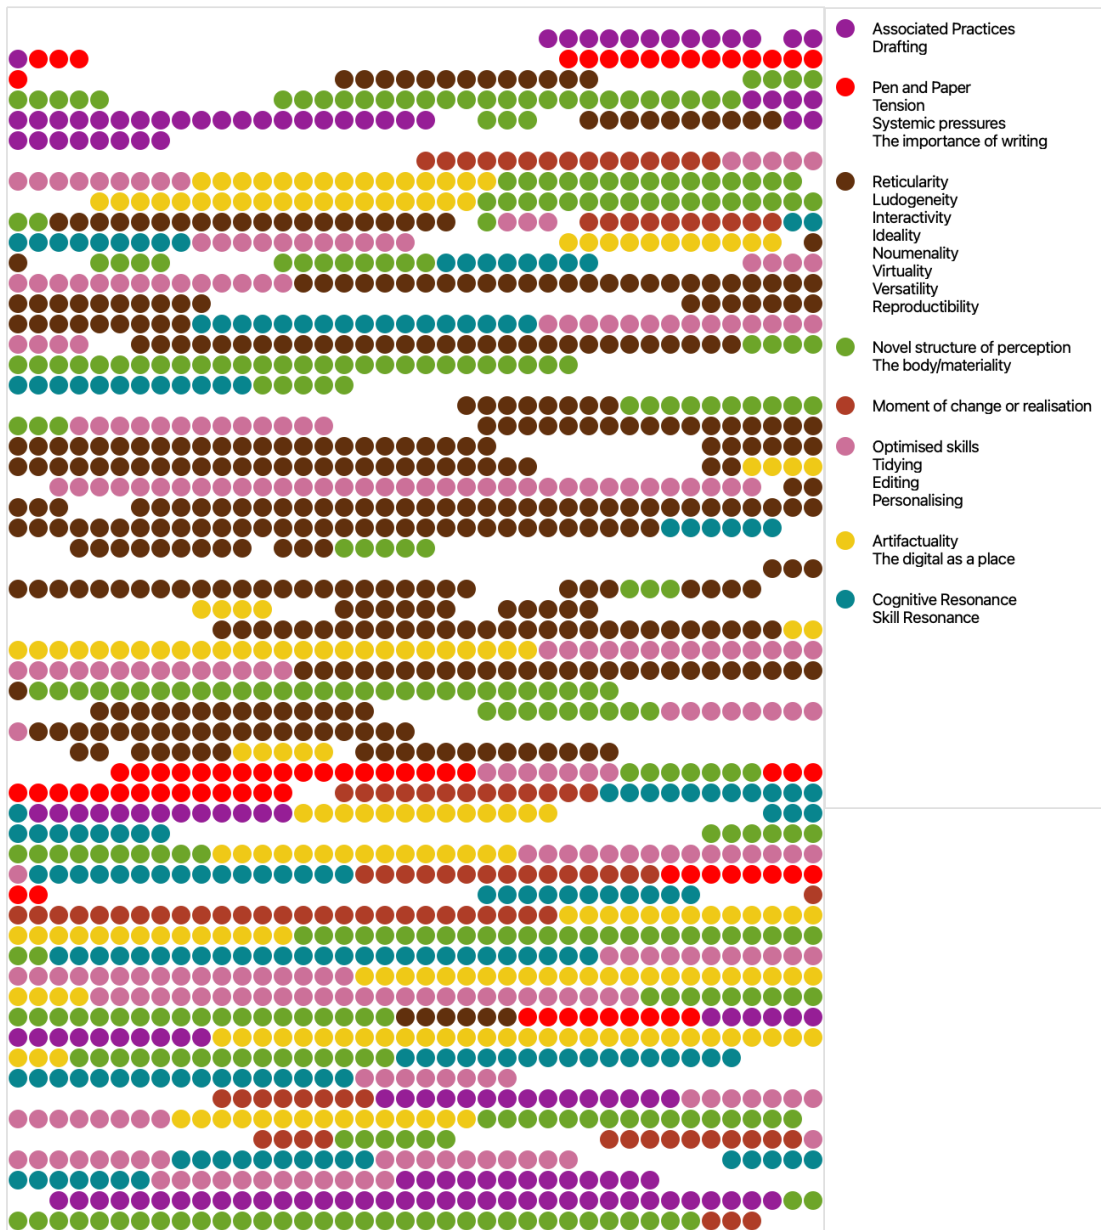 Associated Practices
Drafting
Pen and Paper
Tension
Systemic pressures
The importance of writing
Reticularity
Ludogeneity
Interactivity
Ideality
Noumenality
Virtuality
Versatility
Reproductibility
Novel structure of perception
The body/materiality
Moment of change or realisation
Optimised skills
Tidying
Editing
Personalising
Artifactuality
The digital as a place
Cognitive Resonance
Skill Resonance